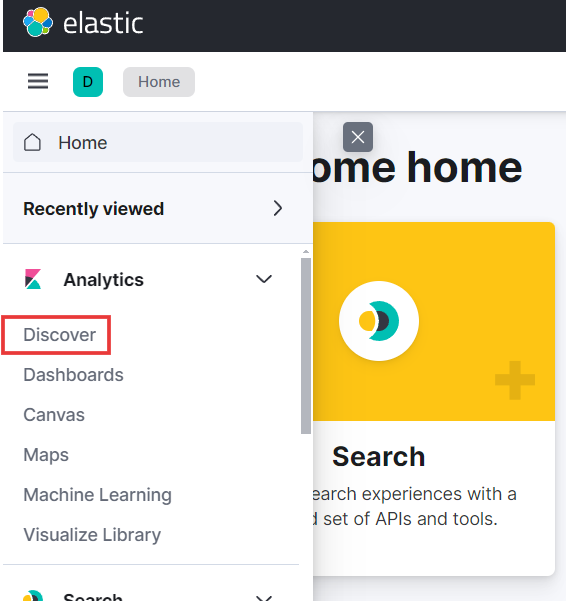 elastic
D
Home
Home
Recently viewed
Analytics
Discover
Dashboards
Canvas
Maps
Machine Learning
Visualize Library
Search
ome home
Search
earch experiences with a
set of APIs and tools.